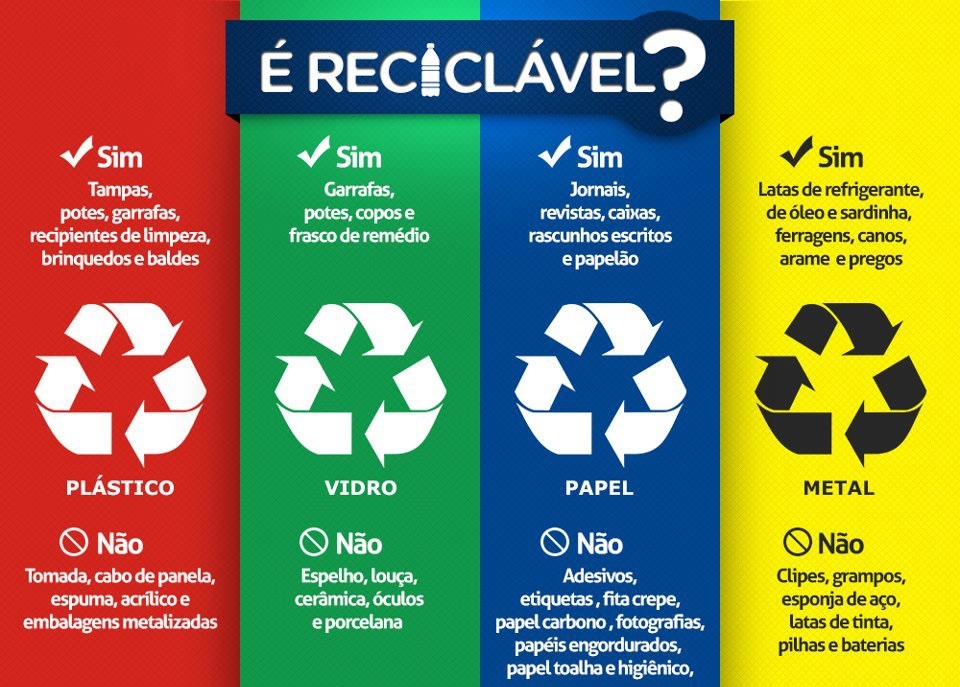 É RECICLÁVEL?
Sim
Tampas,
potes, garrafas,
recipientes de limpeza,
brinquedos e baldes
PLÁSTICO
Não
Tomada, cabo de panela,
espuma, acrílico e
embalagens metalizadas
Sim
Garrafas,
potes, copos e
frasco de remédio
VIDRO
Não
Espelho, louça,
cerâmica, óculos
e porcelana
Sim
Jornais,
revistas, caixas,
rascunhos escritos
e papelão
PAPEL
Não
Adesivos,
etiquetas , fita crepe,
papel carbono , fotografias,
papéis engordurados,
papel toalha e higiênico,
Sim
Latas de refrigerante,
de óleo e sardinha,
ferragens, canos,
arame e pregos
METAL
Não
Clipes, grampos,
esponja de aço,
latas de tinta,
pilhas e baterias